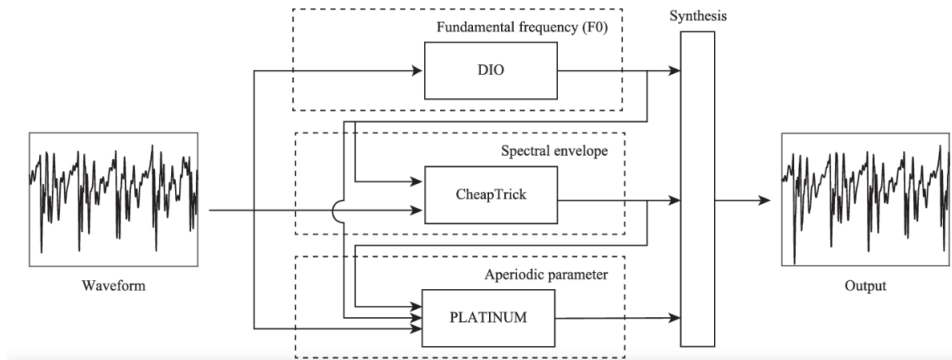 Synthesis
Fundamental frequency (F0)
DIO
Spectral envelope
CheapTrick
Waveform
Output
Aperiodic parameter
PLATINUM